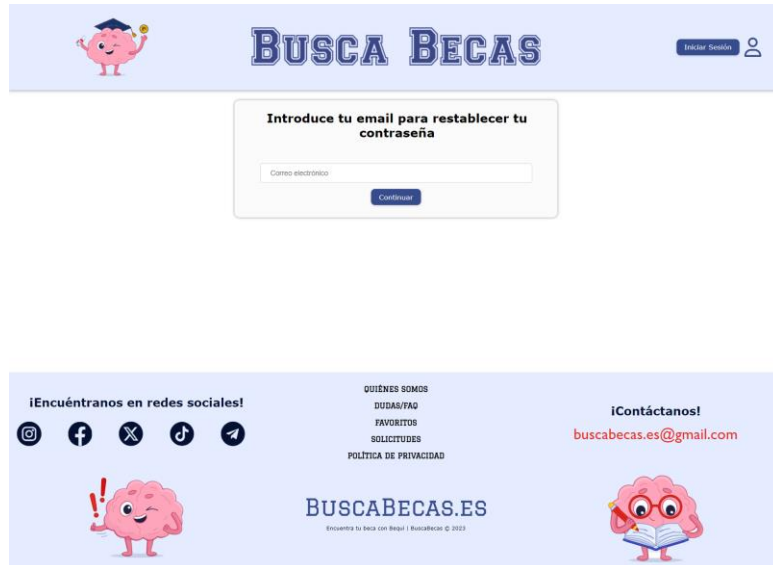 BUSCA BECAS
Iniciar Sesión
Introduce tu email para restablecer tu
contraseña
Correo electrónico
Continuar
¡Encuéntranos en redes sociales!
QUIÉNES SOMOS
DUDAS/FAQ
FAVORITOS
SOLICITUDES
POLÍTICA DE PRIVACIDAD
¡Contáctanos!
buscabecas.es@gmail.com
BUSCABECAS.ES
Encuentra tu beca con Bequi | BuscaBecas © 2023